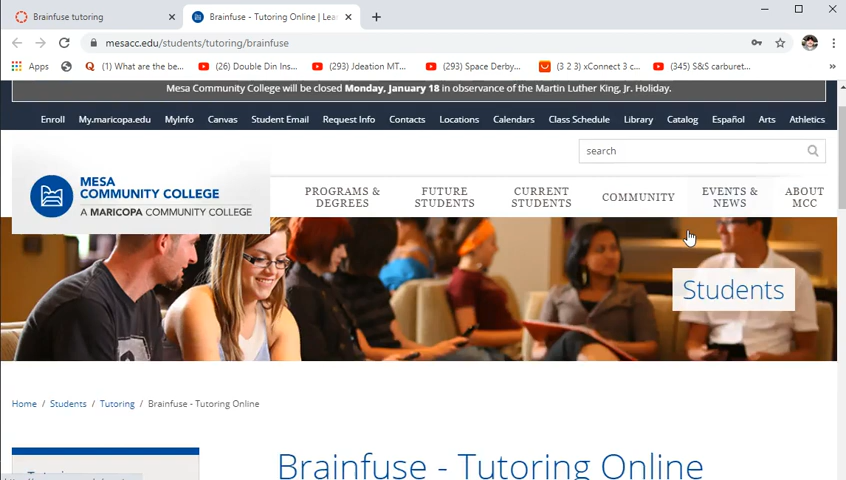 Brainfuse tutoring
Brainfuse - Tutoring Online | Lea
mesacc.edu/students/tutoring/brainfuse
Apps (1) What are the be... (26) Double Din Ins... (293) Jdeation MT... (293) Space Derby... (3 2 3) xConnect 3 c... (345) S&S carburet...
Mesa Community College will be closed Monday, January 18 in observance of the Martin Luther King, Jr. Holiday.
Enroll My.maricopa.edu MyInfo Canvas Student Email Request Info Contacts Locations Calendars Class Schedule Library Catalog Español Arts Athletics
search
MESA
COMMUNITY COLLEGE
A MARICOPA COMMUNITY COLLEGE
PROGRAMS &
DEGREES
FUTURE
STUDENTS
CURRENT
STUDENTS
COMMUNITY
EVENTS &
NEWS
ABOUT
MCC
Students
Home / Students / Tutoring / Brainfuse - Tutoring Online
Brainfuse - Tutoring Online